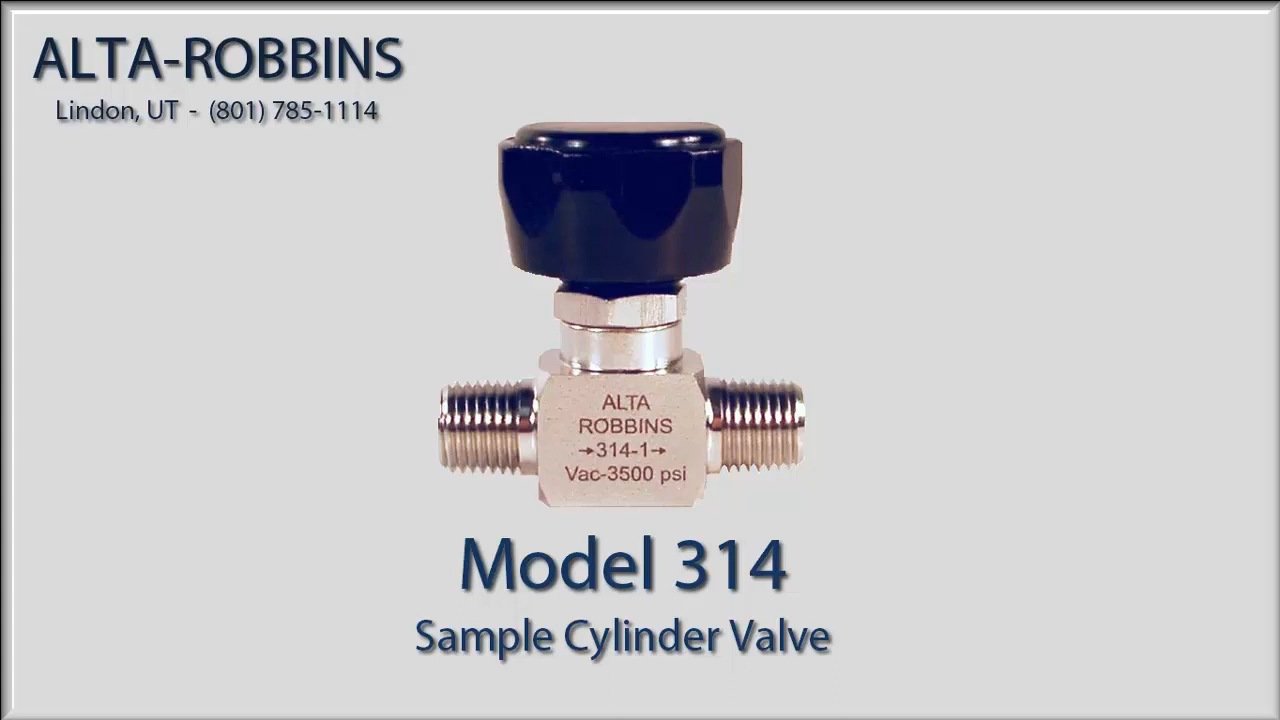 ALTA-ROBBINS
Lindon, UT - (801) 785-1114
ALTA
ROBBINS
→314-1→
Vac-3500 psi
Model 314
Sample Cylinder Valve